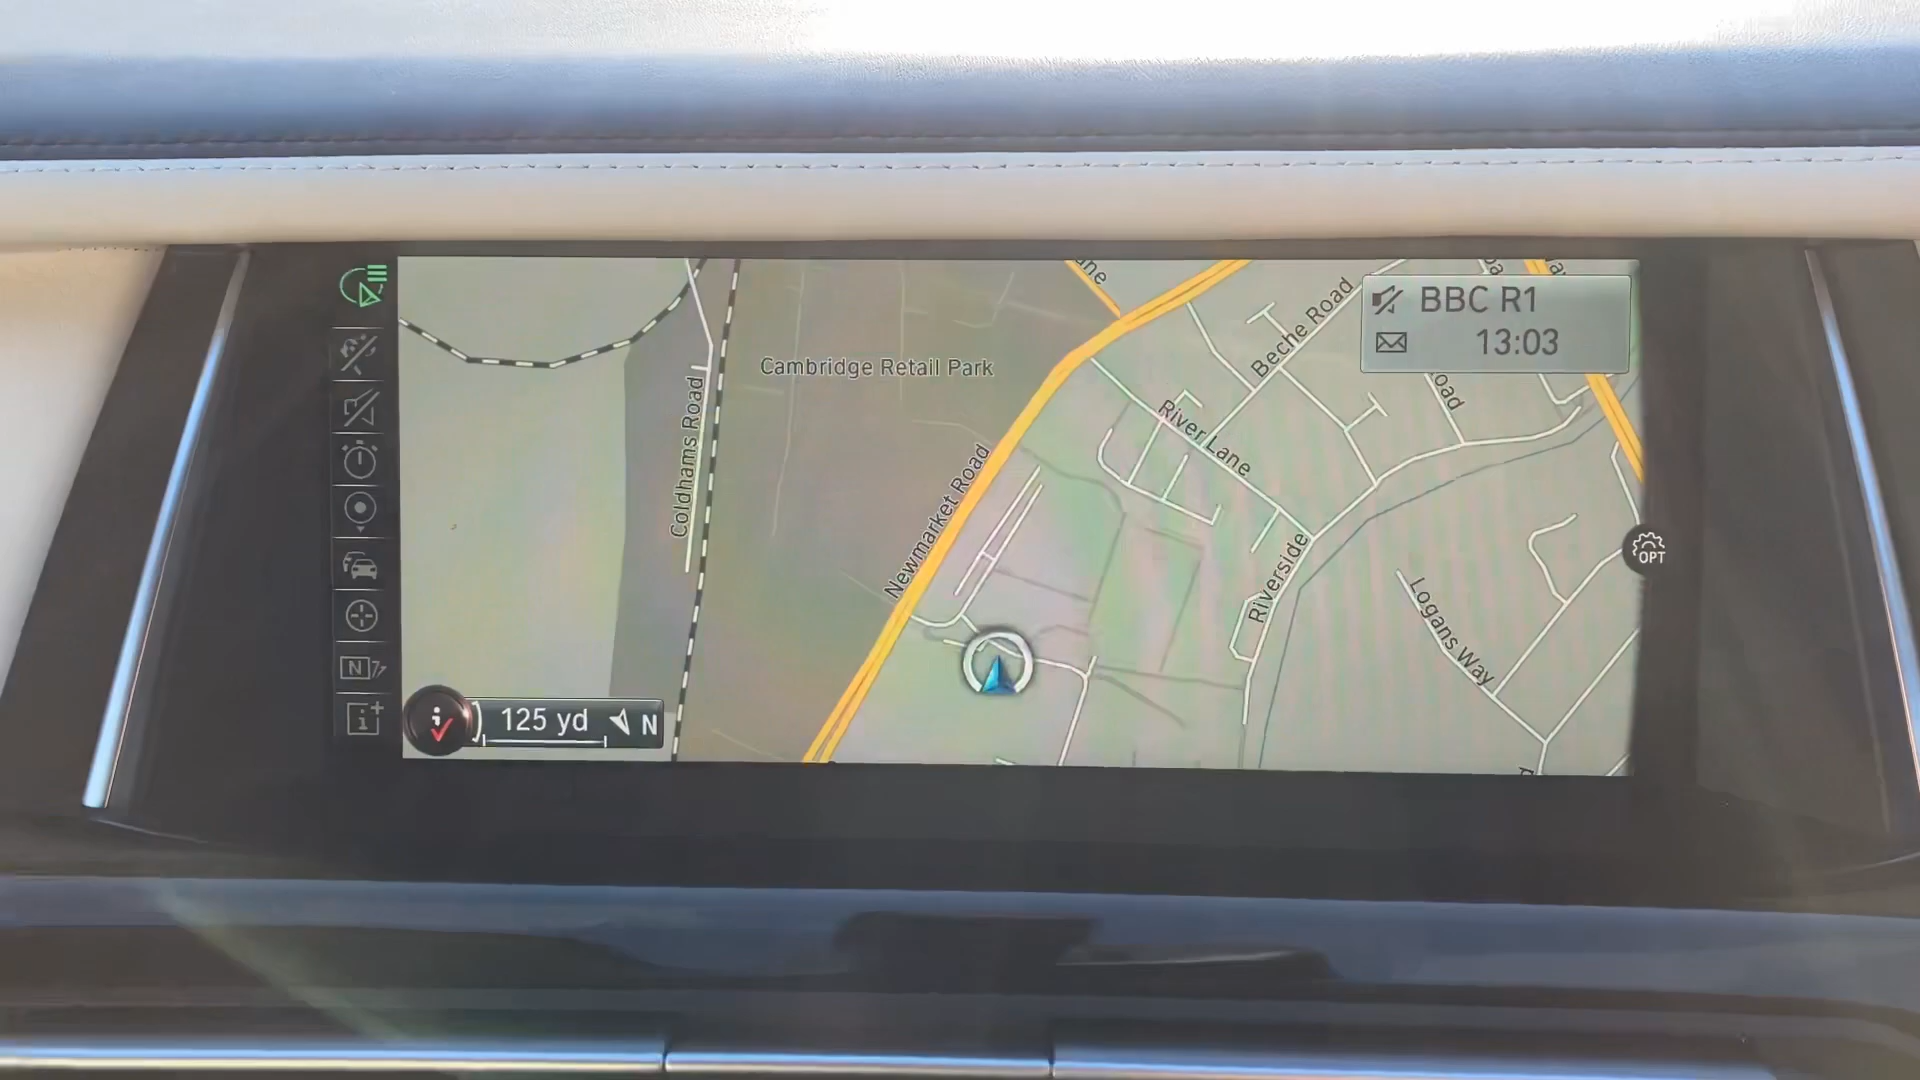 BBC R1
13:03
Cambridge Retail Park
Beche Road
River Lane
Coldhams Road
Newmarket Road
Riverside
Logans Way
OPT
N
125 yd
N